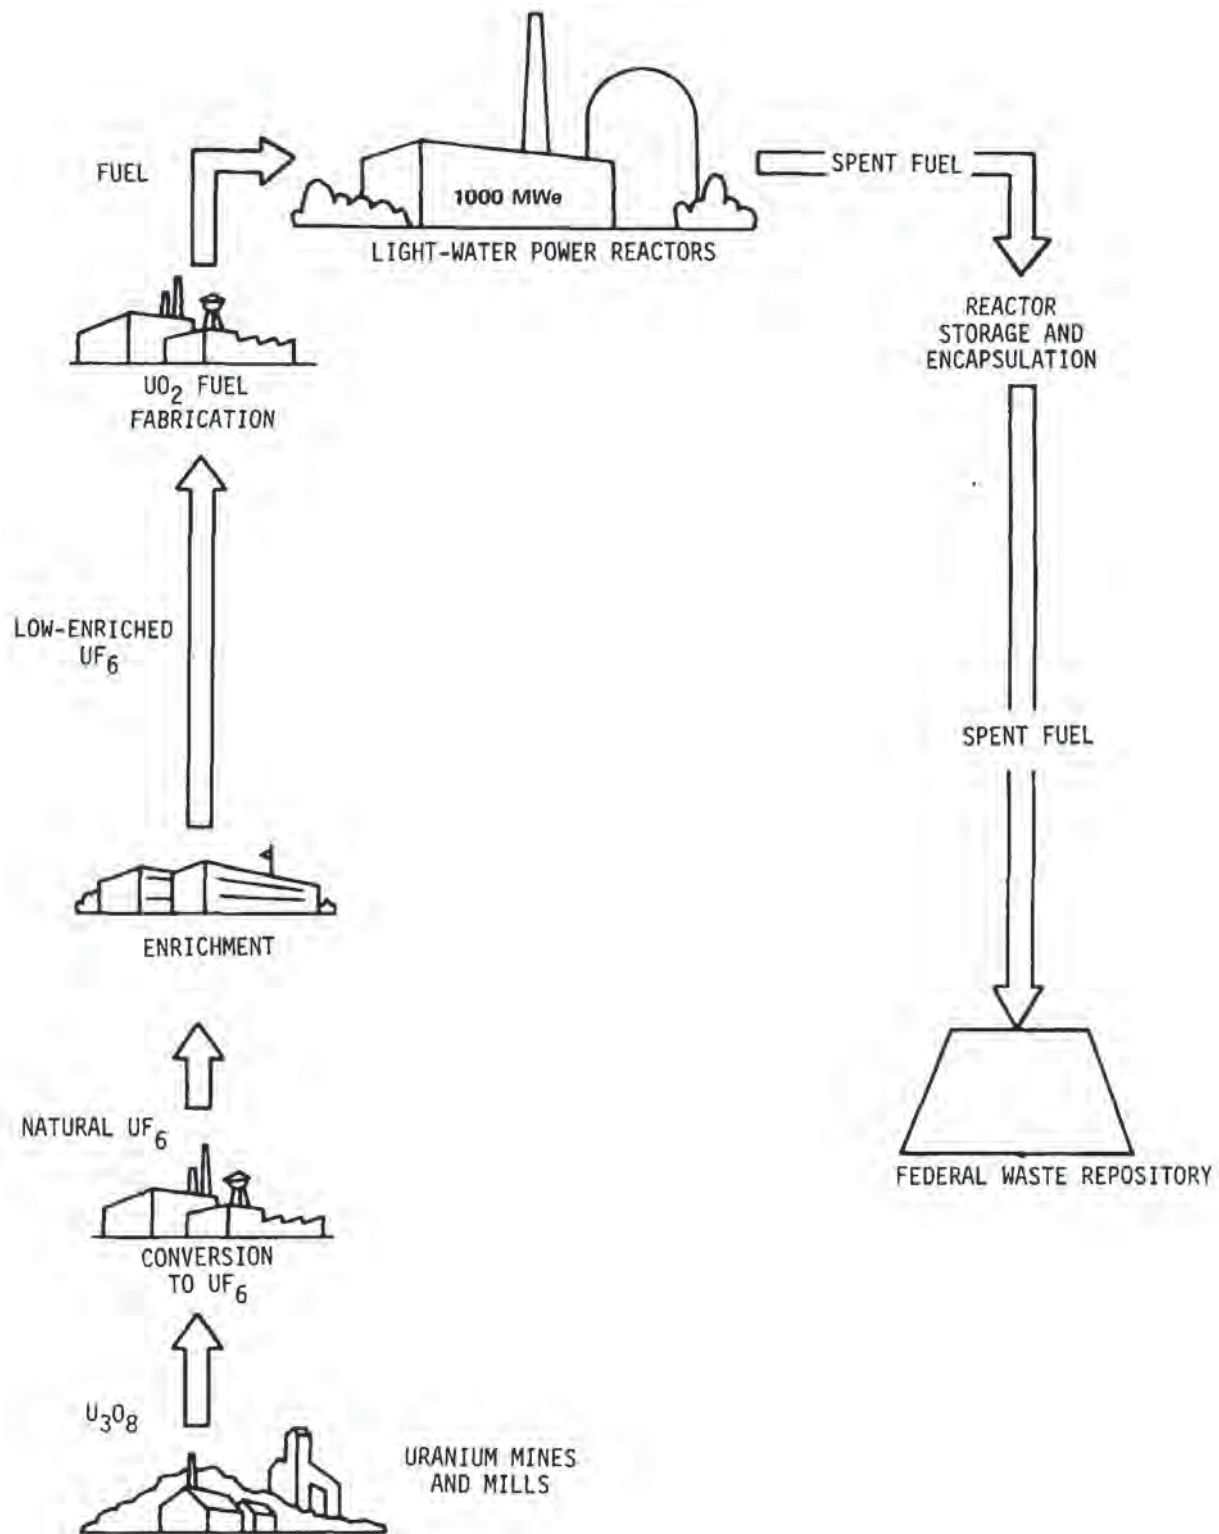 FUEL
1000 MWe
LIGHT-WATER POWER REACTORS
SPENT FUEL
REACTOR
STORAGE AND
ENCAPSULATION
UO2 FUEL
FABRICATION
LOW-ENRICHED
UF6
SPENT FUEL
ENRICHMENT
NATURAL UF6
FEDERAL WASTE REPOSITORY
CONVERSION
TO UF6
U3O8
URANIUM MINES
AND MILLS